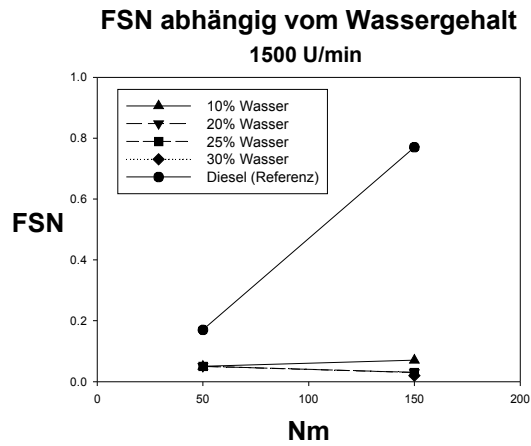 FSN abhängig vom Wassergehalt
1500 U/min
1.0
0.8
0.6
0.4
0.2
0.0
FSN
10% Wasser
20% Wasser
25% Wasser
30% Wasser
Diesel (Referenz)
0 50 100 150 200
Nm